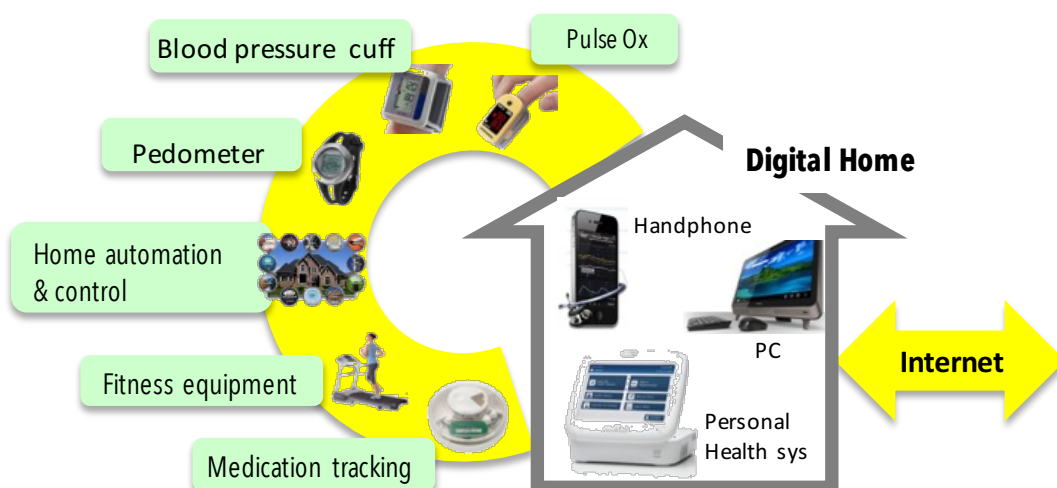 Blood pressure cuff
Pulse Ox
Pedometer
Digital Home
Handphone
Home automation
& control
PC
Internet
Fitness equipment
Personal
Health sys
Medication tracking